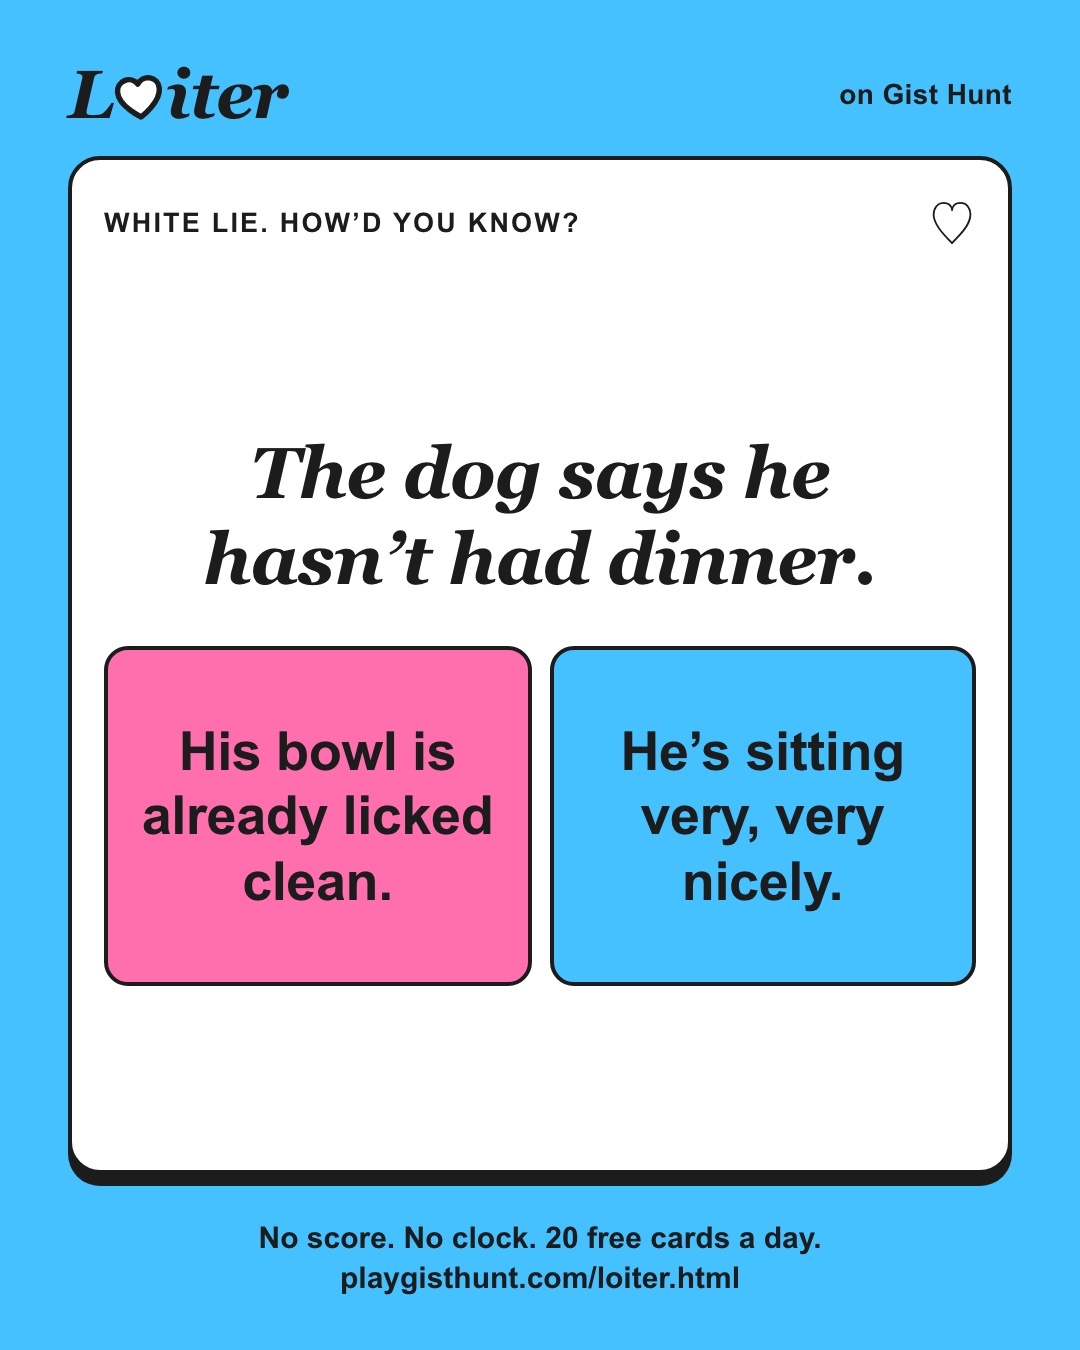 Loiter
on Gist Hunt
WHITE LIE. HOW’D YOU KNOW?
The dog says he
hasn’t had dinner.
His bowl is
already licked
clean.
He’s sitting
very, very
nicely.
No score. No clock. 20 free cards a day.
playgisthunt.com/loiter.html